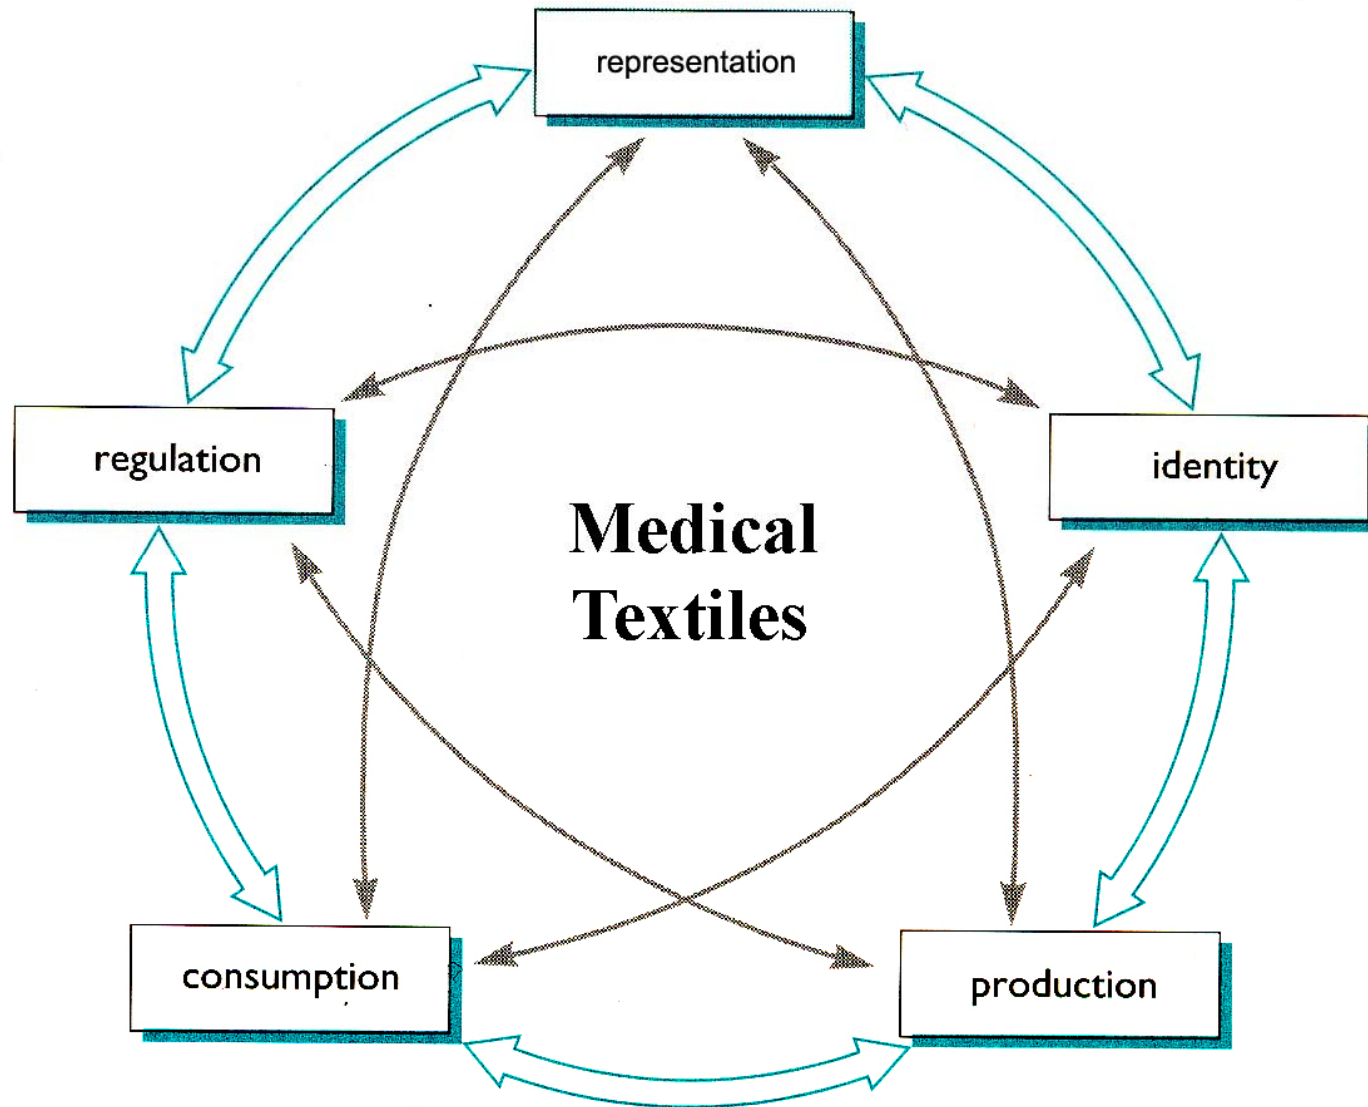 representation
regulation
identity
Medical
Textiles
consumption
production